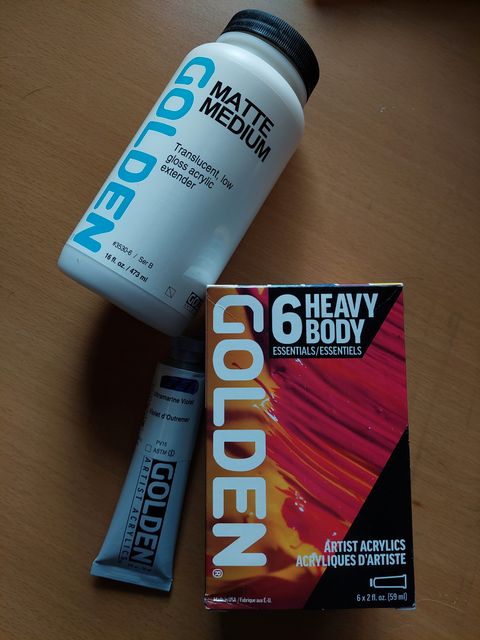 GOLDEN
MATTE
MEDIUM
Translucent, low
gloss acrylic
extender
#3530-6 / Ser.B
16 fl. oz. / 473 ml
GOLDEN
6 HEAVY
BODY
ESSENTIALS/ESSENTIELS
ARTIST ACRYLICS
ACRYLIQUES D'ARTISTE
6 x 2 fl. oz. (59 ml)
Made in USA / Fabriqué aux É.-U.
Ultramarine Violet
Violet d'Outremer
PV15
ASTM I
GOLDEN
ARTIST ACRYLICS